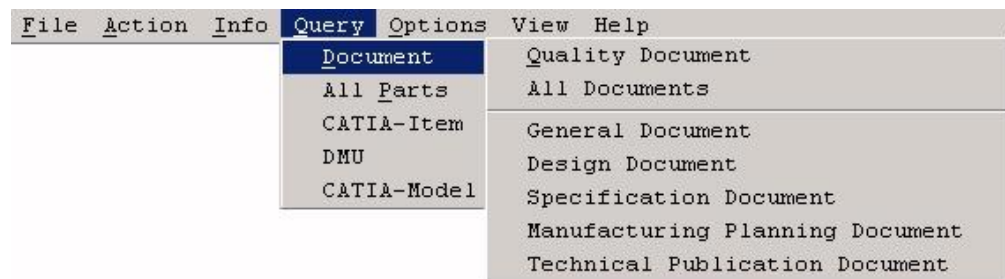 File Action Info Query Options View Help
Document
All Parts
CATIA-Item
DMU
CATIA-Model
Quality Document
All Documents
General Document
Design Document
Specification Document
Manufacturing Planning Document
Technical Publication Document